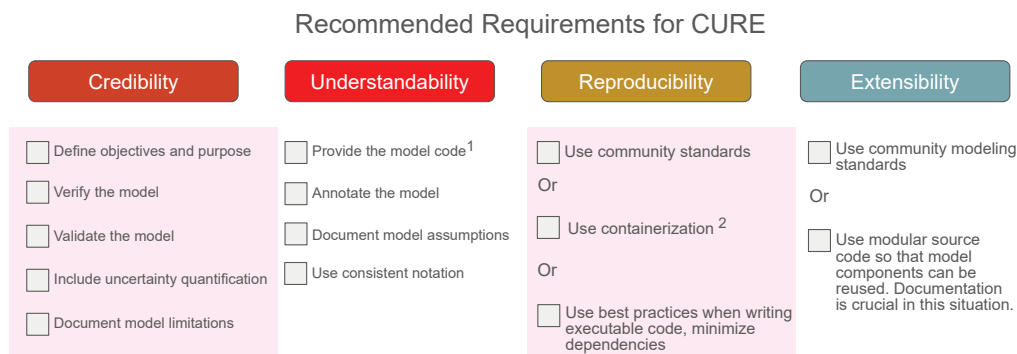 Recommended Requirements for CURE
Credibility
Define objectives and purpose
Verify the model
Validate the model
Include uncertainty quantification
Document model limitations
Understandability
Provide the model code1
Annotate the model
Document model assumptions
Use consistent notation
Reproducibility
Use community standards
Or
Use containerization 2
Or
Use best practices when writing
executable code, minimize
dependencies
Extensibility
Use community modeling
standards
Or
Use modular source
code so that model
components can be
reused. Documentation
is crucial in this situation.